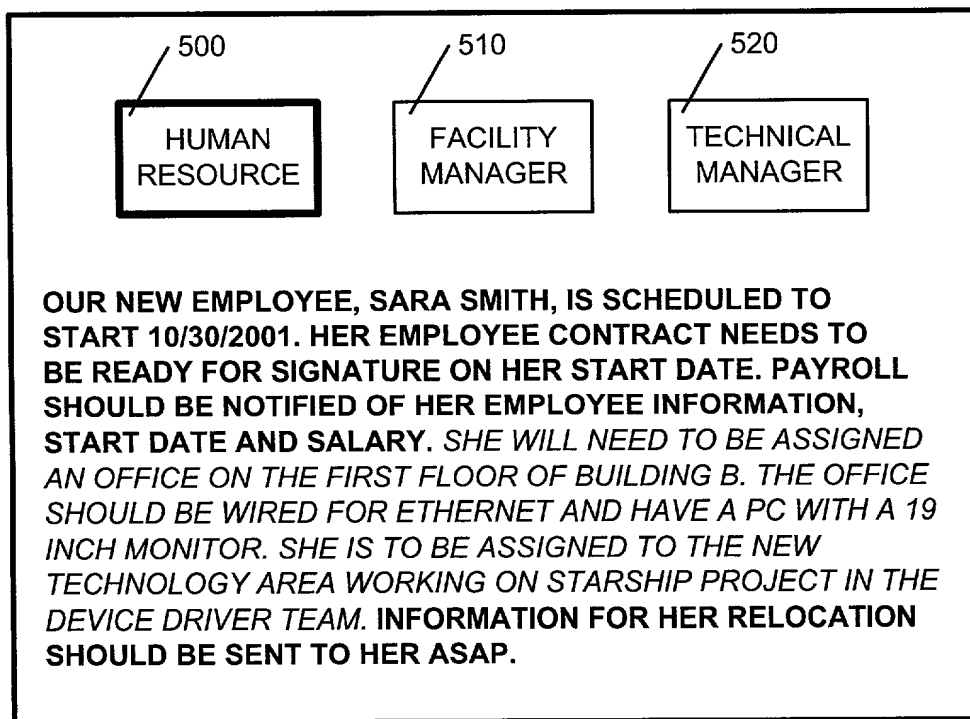 500
510
520
HUMAN
RESOURCE
FACILITY
MANAGER
TECHNICAL
MANAGER
OUR NEW EMPLOYEE, SARA SMITH, IS SCHEDULED TO
START 10/30/2001. HER EMPLOYEE CONTRACT NEEDS TO
BE READY FOR SIGNATURE ON HER START DATE. PAYROLL
SHOULD BE NOTIFIED OF HER EMPLOYEE INFORMATION,
START DATE AND SALARY. SHE WILL NEED TO BE ASSIGNED
AN OFFICE ON THE FIRST FLOOR OF BUILDING B. THE OFFICE
SHOULD BE WIRED FOR ETHERNET AND HAVE A PC WITH A 19
INCH MONITOR. SHE IS TO BE ASSIGNED TO THE NEW
TECHNOLOGY AREA WORKING ON STARSHIP PROJECT IN THE
DEVICE DRIVER TEAM. INFORMATION FOR HER RELOCATION
SHOULD BE SENT TO HER ASAP.